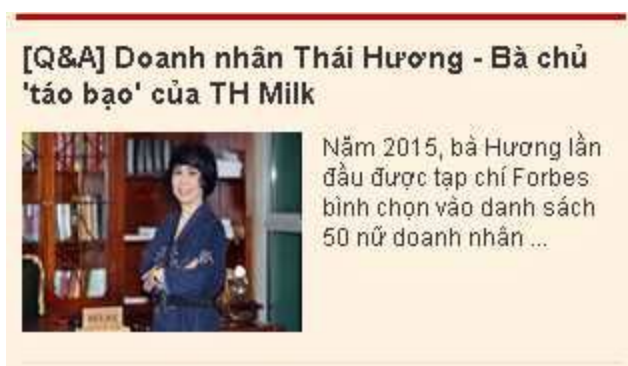 [Q&A] Doanh nhân Thái Hương - Bà chủ
'táo bạo' của TH Milk
Năm 2015, bà Hương lần
đầu được tạp chí Forbes
bình chọn vào danh sách
50 nữ doanh nhân ...